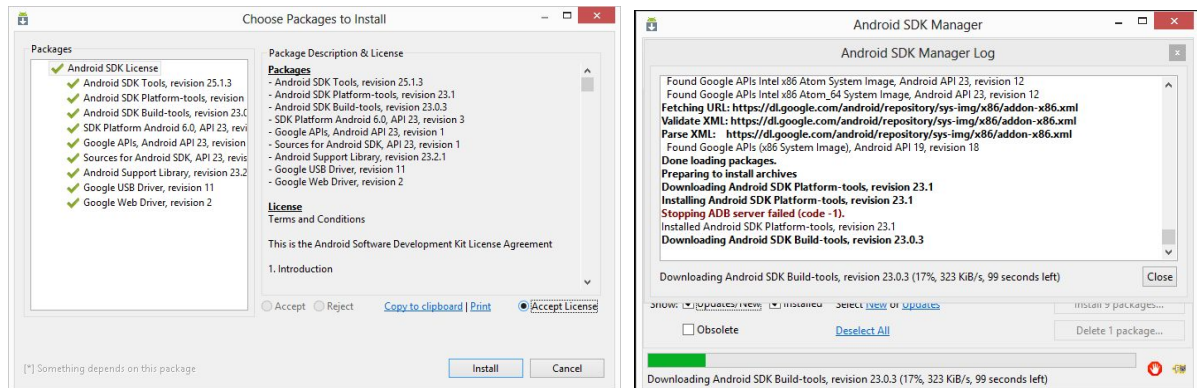 Choose Packages to Install
Packages
Android SDK License
Android SDK Tools, revision 25.1.3
Android SDK Platform-tools, revision
Android SDK Build-tools, revision 23.0
SDK Platform Android 6.0, API 23, revi
Google APIs, Android API 23, revision
Sources for Android SDK, API 23, revis
Android Support Library, revision 23.2
Google USB Driver, revision 11
Google Web Driver, revision 2
Package Description & License
Packages
- Android SDK Tools, revision 25.1.3
- Android SDK Platform-tools, revision 23.1
- Android SDK Build-tools, revision 23.0.3
- SDK Platform Android 6.0, API 23, revision 3
- Google APIs, Android API 23, revision 1
- Sources for Android SDK, API 23, revision 1
- Android Support Library, revision 23.2.1
- Google USB Driver, revision 11
- Google Web Driver, revision 2
License
Terms and Conditions
This is the Android Software Development Kit License Agreement
1. Introduction
Accept Reject Copy to clipboard | Print Accept License
[*] Something depends on this package
Install Cancel
Android SDK Manager
Android SDK Manager Log
Found Google APIs Intel x86 Atom System Image, Android API 23, revision 12
Found Google APIs Intel x86 Atom_64 System Image, Android API 23, revision 12
Fetching URL: https://dl.google.com/android/repository/sys-img/x86/addon-x86.xml
Validate XML: https://dl.google.com/android/repository/sys-img/x86/addon-x86.xml
Parse XML: https://dl.google.com/android/repository/sys-img/x86/addon-x86.xml
Found Google APIs (x86 System Image), Android API 19, revision 18
Done loading packages.
Preparing to install archives
Downloading Android SDK Platform-tools, revision 23.1
Installing Android SDK Platform-tools, revision 23.1
Stopping ADB server failed (code -1).
Installed Android SDK Platform-tools, revision 23.1
Downloading Android SDK Build-tools, revision 23.0.3
Downloading Android SDK Build-tools, revision 23.0.3 (17%, 323 KiB/s, 99 seconds left)
Close
Show: Updates/New Installed Select New or Updates Install 9 packages...
Obsolete Deselect All Delete 1 package...
Downloading Android SDK Build-tools, revision 23.0.3 (17%, 323 KiB/s, 99 seconds left)